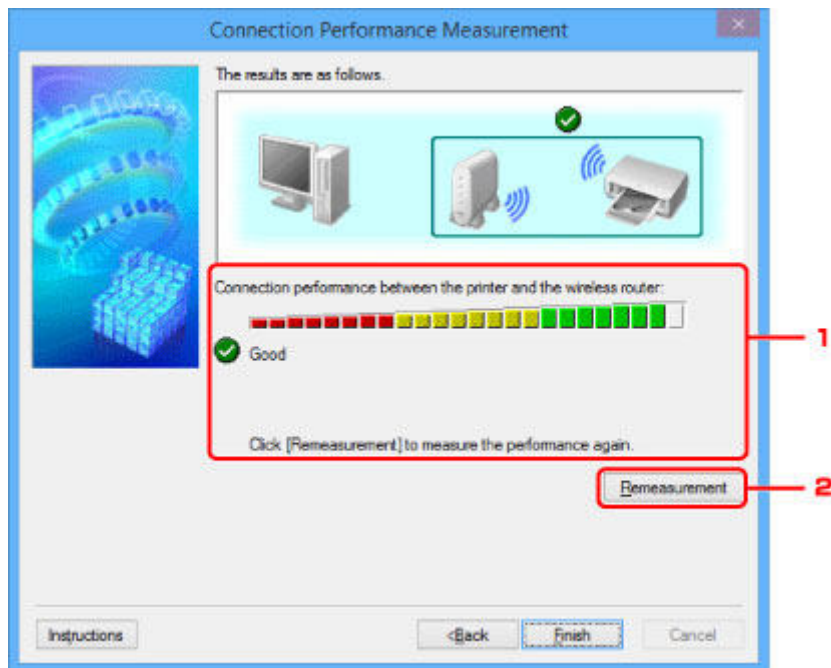 Connection Performance Measurement
The results are as follows.
Connection performance between the printer and the wireless router:
Good
1
Click [Remeasurement] to measure the performance again.
Remeasurement
2
Instructions
<Back
Finish
Cancel